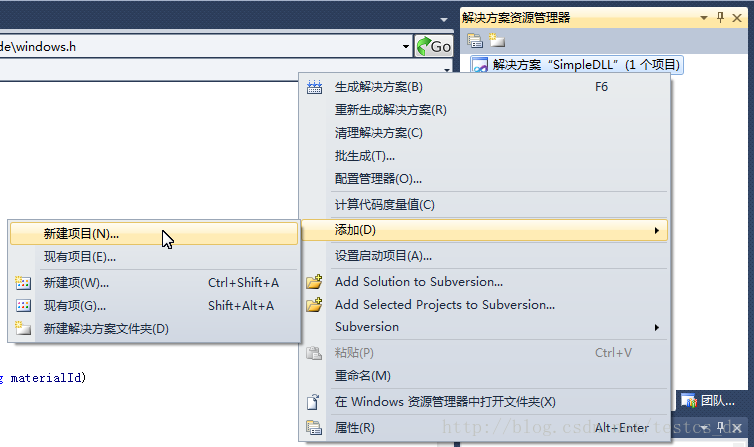 解决方案资源管理器
de\windows.h
Go
解决方案“SimpleDLL”(1 个项目)
生成解决方案(B) F6
重新生成解决方案(R)
清理解决方案(C)
批生成(T)...
配置管理器(O)...
计算代码度量值(C)
添加(D)
新建项目(N)...
现有项目(E)...
新建项(W)... Ctrl+Shift+A
现有项(G)... Shift+Alt+A
新建解决方案文件夹(D)
设置启动项目(A)...
Add Solution to Subversion...
Add Selected Projects to Subversion...
Subversion
粘贴(P) Ctrl+V
重命名(M)
在 Windows 资源管理器中打开文件夹(X)
属性(R) Alt+Enter
g materialId)
团队...
http://blog.csdn